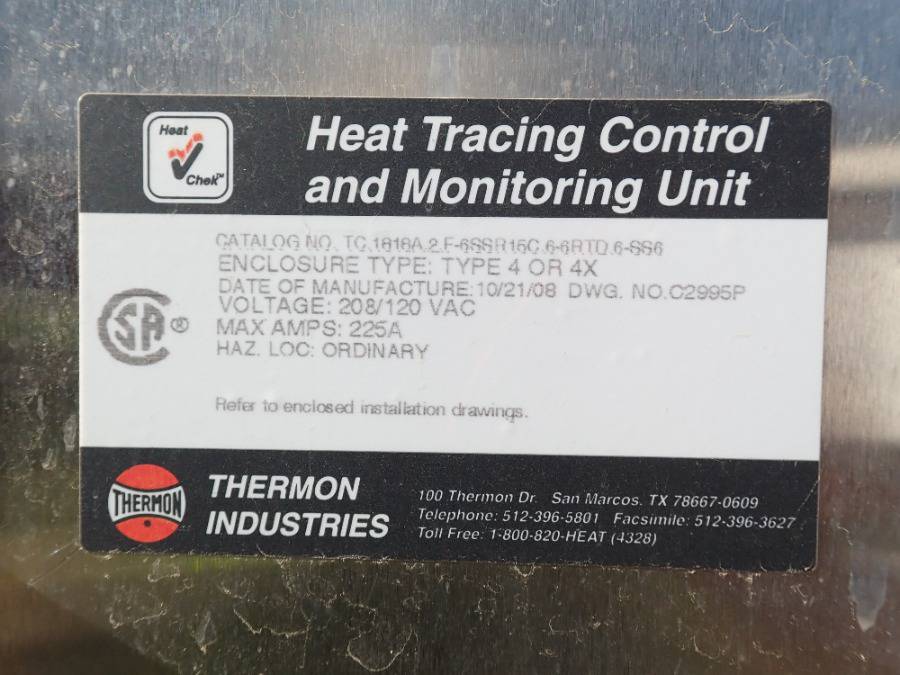 Heat
Chek™
Heat Tracing Control
and Monitoring Unit
CATALOG NO. TC.1818A.2.F-6SSR15C.6-6RTD.6-SS6
ENCLOSURE TYPE: TYPE 4 OR 4X
DATE OF MANUFACTURE: 10/21/08 DWG. NO.C2995P
VOLTAGE: 208/120 VAC
MAX AMPS: 225A
HAZ. LOC: ORDINARY
CSA®
Refer to enclosed installation drawings.
THERMON
THERMON
INDUSTRIES
100 Thermon Dr. San Marcos, TX 78667-0609
Telephone: 512-396-5801 Facsimile: 512-396-3627
Toll Free: 1-800-820-HEAT (4328)